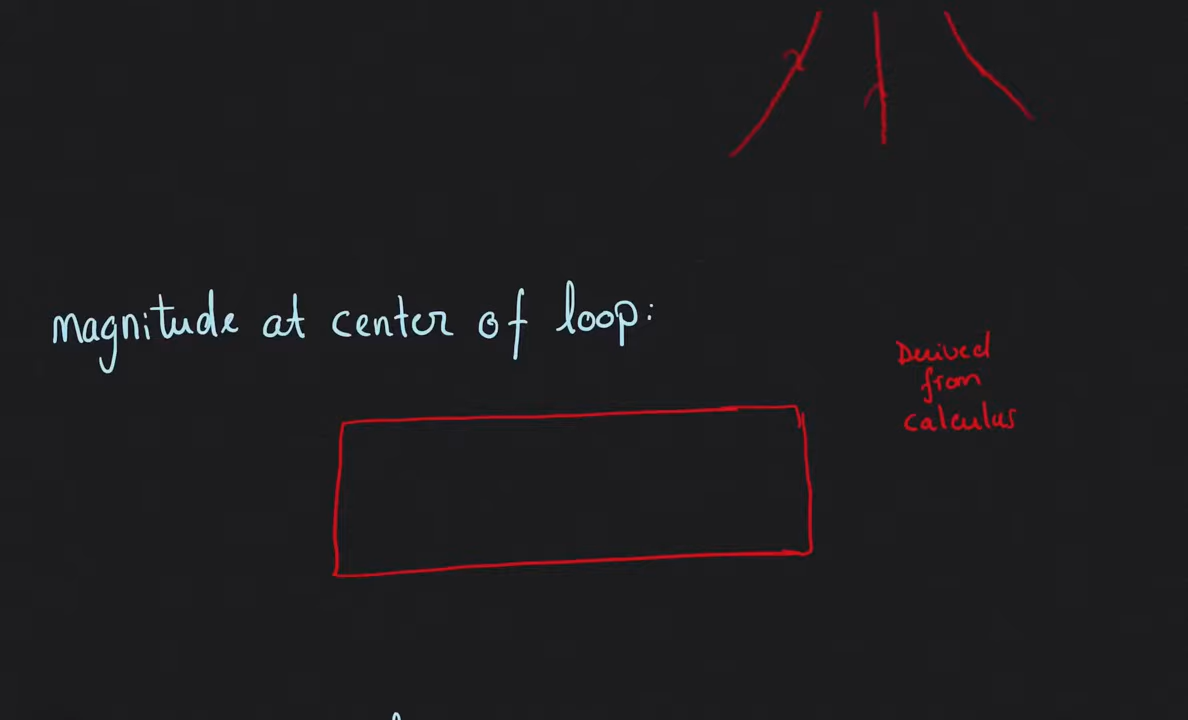 magnitude at center of loop:
Derived
from
calculus